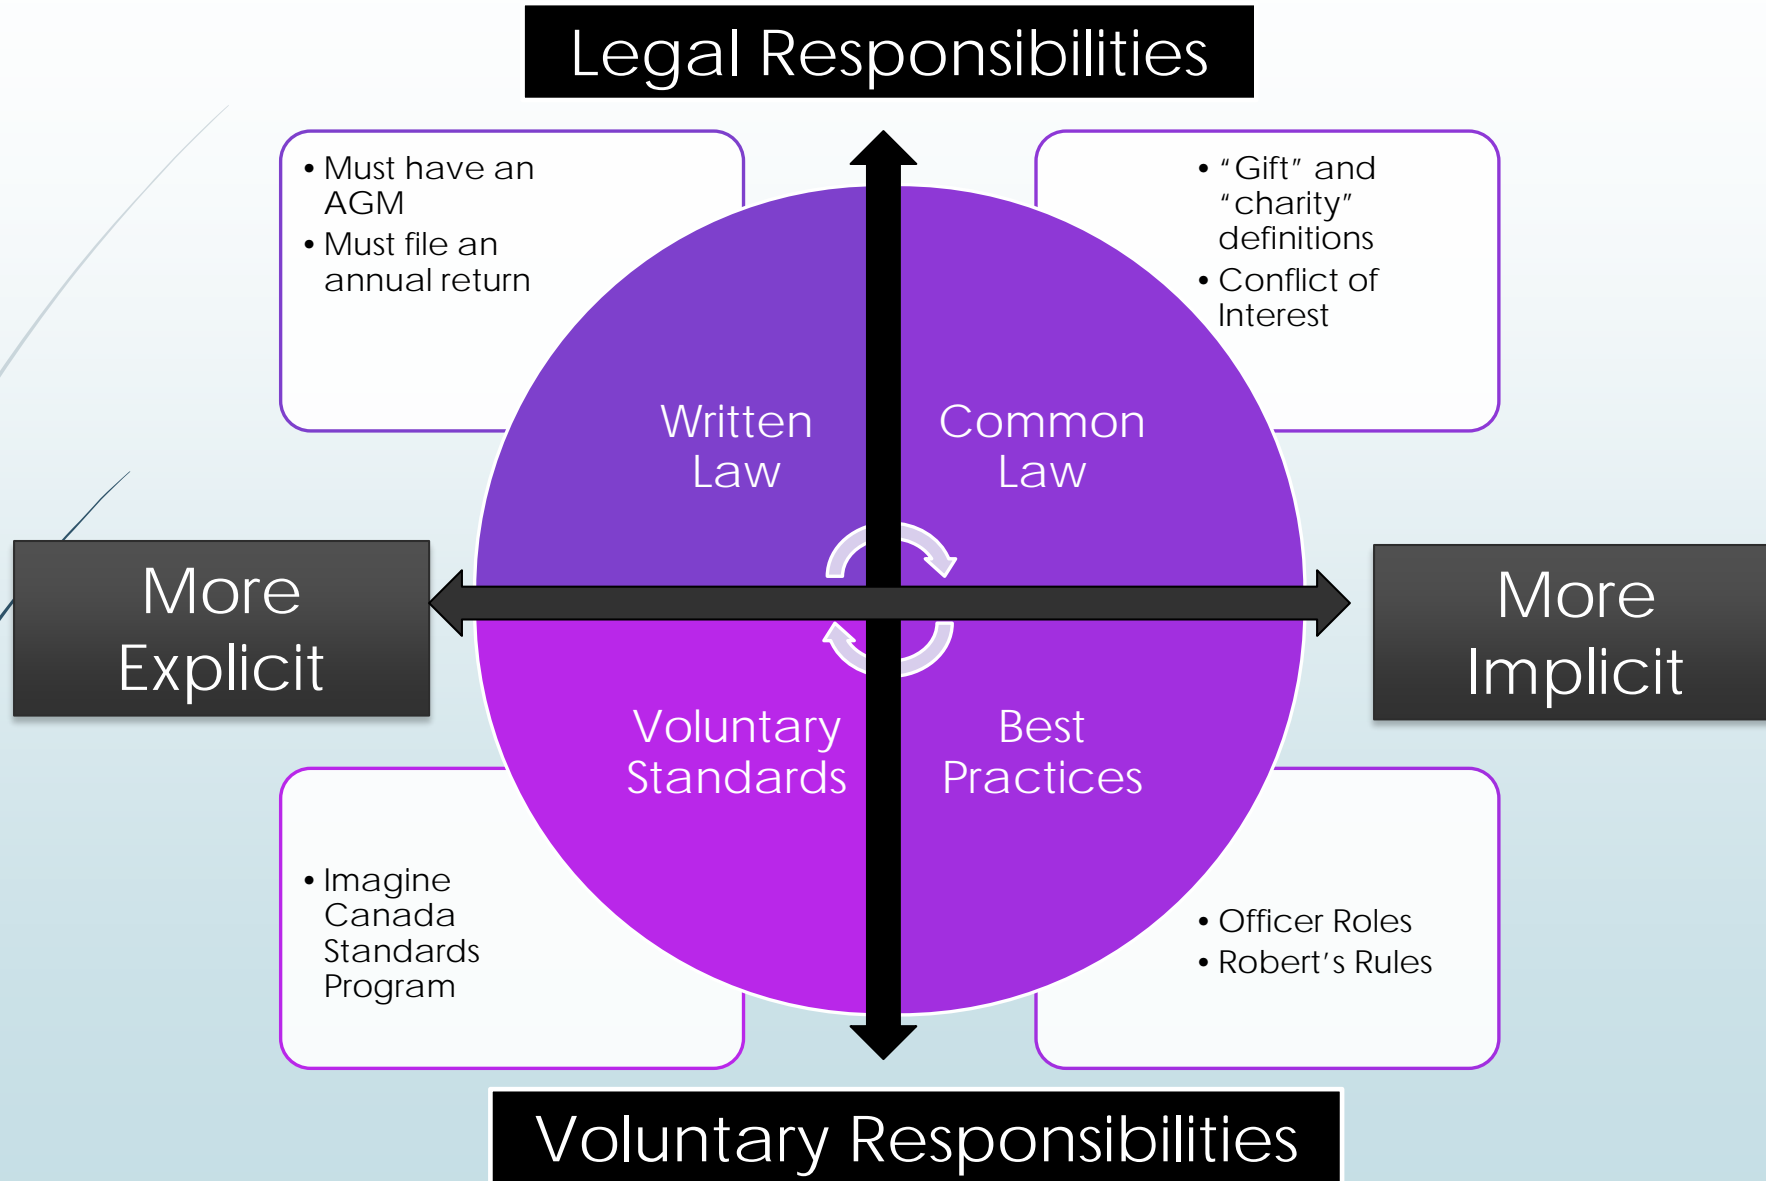 Legal Responsibilities
• Must have an
AGM
• Must file an
annual return
• “Gift” and
“charity”
definitions
• Conflict of
Interest
Written
Law
Common
Law
More
Explicit
More
Implicit
Voluntary
Standards
Best
Practices
• Imagine
Canada
Standards
Program
• Officer Roles
• Robert’s Rules
Voluntary Responsibilities